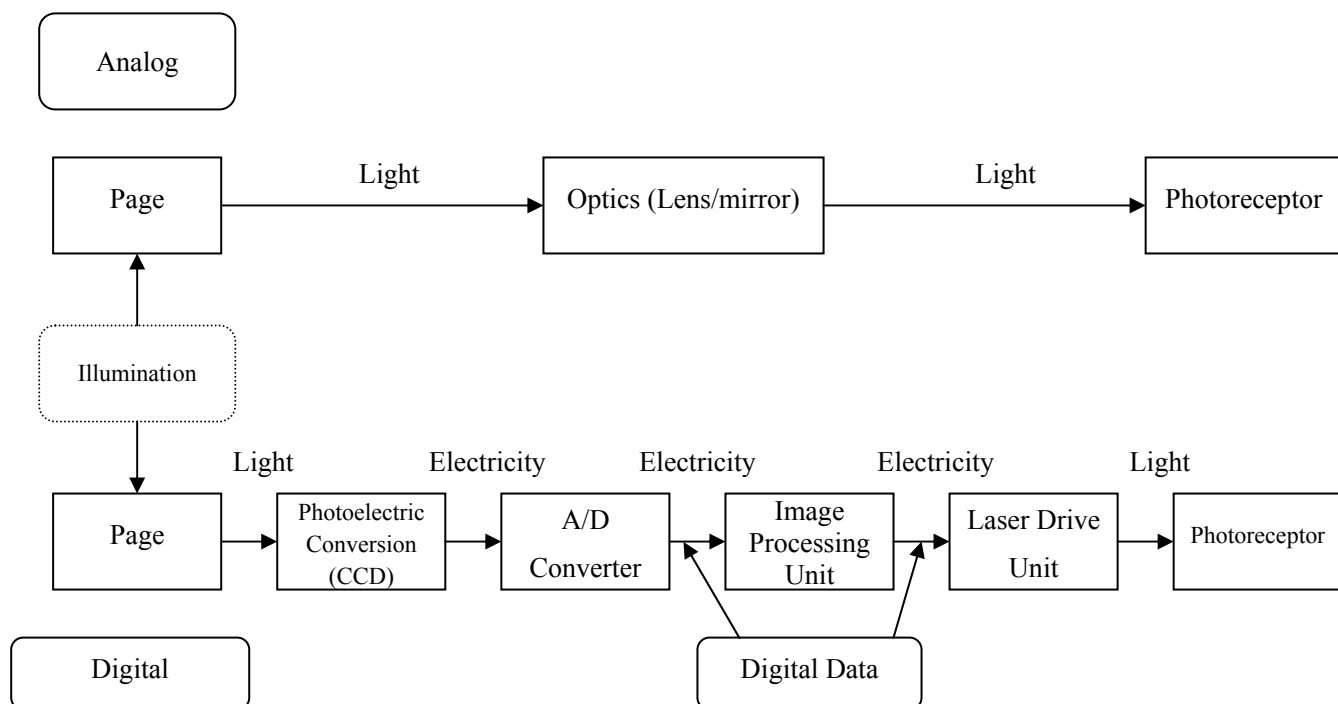 Analog
Light
Light
Page
Optics (Lens/mirror)
Photoreceptor
Illumination
Light
Electricity
Electricity
Electricity
Light
Page
Photoelectric
Conversion
(CCD)
A/D
Converter
Image
Processing
Unit
Laser Drive
Unit
Photoreceptor
Digital
Digital Data